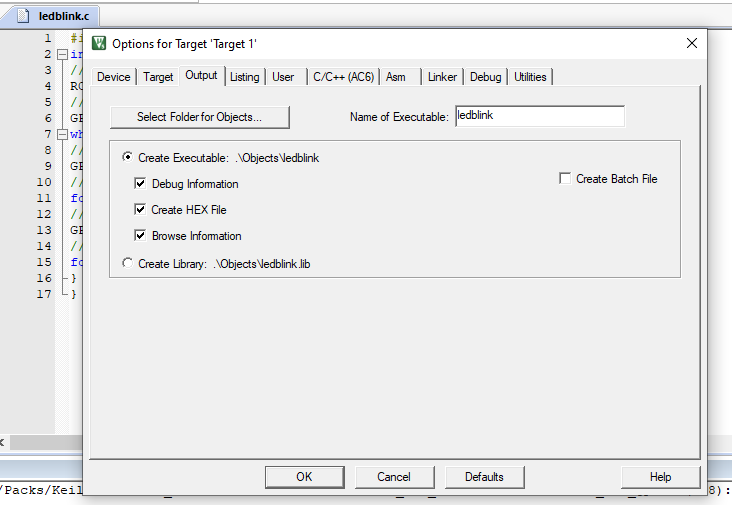 ledblink.c
Options for Target 'Target 1'
Device Target Output Listing User C/C++ (AC6) Asm Linker Debug Utilities
Select Folder for Objects...
Name of Executable: ledblink
Create Executable: .\Objects\ledblink
Debug Information
Create Batch File
Create HEX File
Browse Information
Create Library: .\Objects\ledblink.lib
1 #i
2 in
3 //
4 RC
5 //
6 GP
7 wh
8 //
9 GP
10 //
11 fo
12 //
13 GP
14 //
15 fo
16 }
17 }
OK Cancel Defaults Help
/Packs/Keil
8):